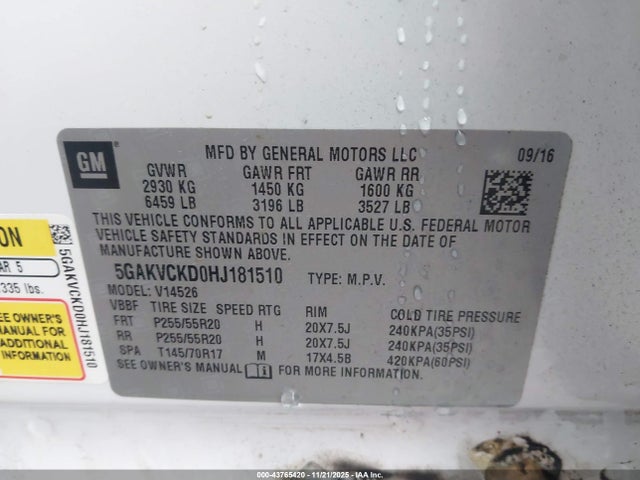 GM
MFD BY GENERAL MOTORS LLC
09/16
GVWR GAWR FRT GAWR RR
2930 KG 1450 KG 1600 KG
6459 LB 3196 LB 3527 LB
THIS VEHICLE CONFORMS TO ALL APPLICABLE U.S. FEDERAL MOTOR
VEHICLE SAFETY STANDARDS IN EFFECT ON THE DATE OF
MANUFACTURE SHOWN ABOVE.
5GAKVCKD0HJ181510 TYPE: M.P.V.
MODEL: V14526
VBBF TIRE SIZE SPEED RTG RIM COLD TIRE PRESSURE
FRT P255/55R20 H 20X7.5J 240KPA(35PSI)
RR P255/55R20 H 20X7.5J 240KPA(35PSI)
SPA T145/70R17 M 17X4.5B 420KPA(60PSI)
SEE OWNER'S MANUAL FOR MORE INFORMATION.
ON
AR 5
335 lbs.
SEE OWNER'S
MANUAL FOR
ADDITIONAL
INFORMATION
5GAKVCKD0HJ181510
000-43765420 - 11/21/2025 - IAAI.COM